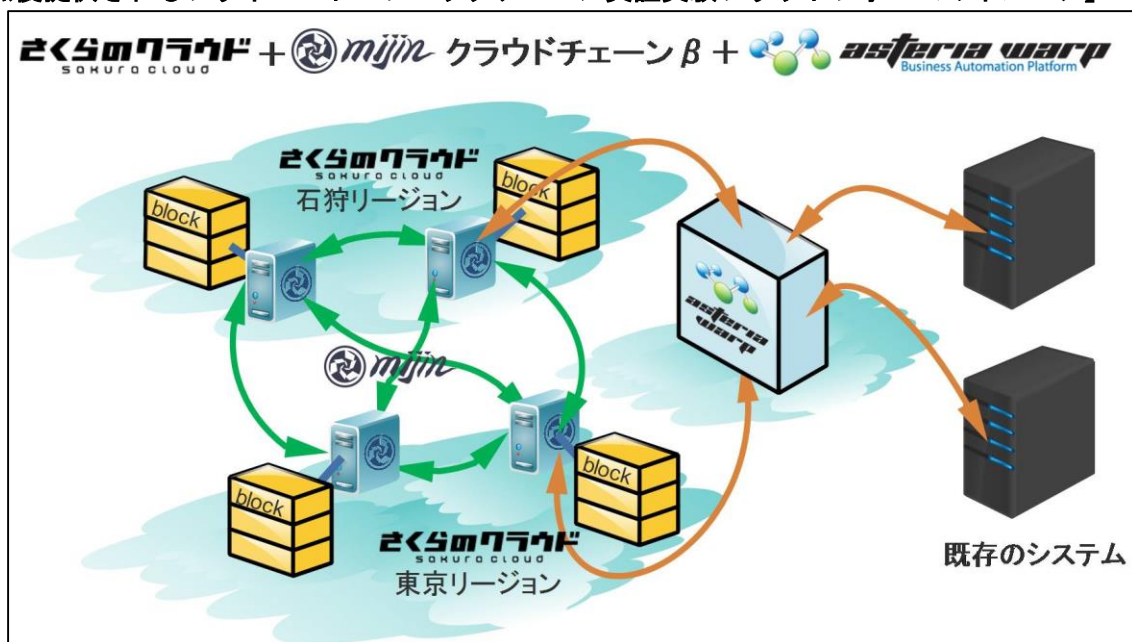 さくらのクラウド + mijin クラウドチェーンβ + asteria warp
SAKURA CLOUD
Business Automation Platform
さくらのクラウド
SAKURA CLOUD
石狩リージョン
block
block
asteria
warp
mijin
block
block
さくらのクラウド
SAKURA CLOUD
東京リージョン
既存のシステム